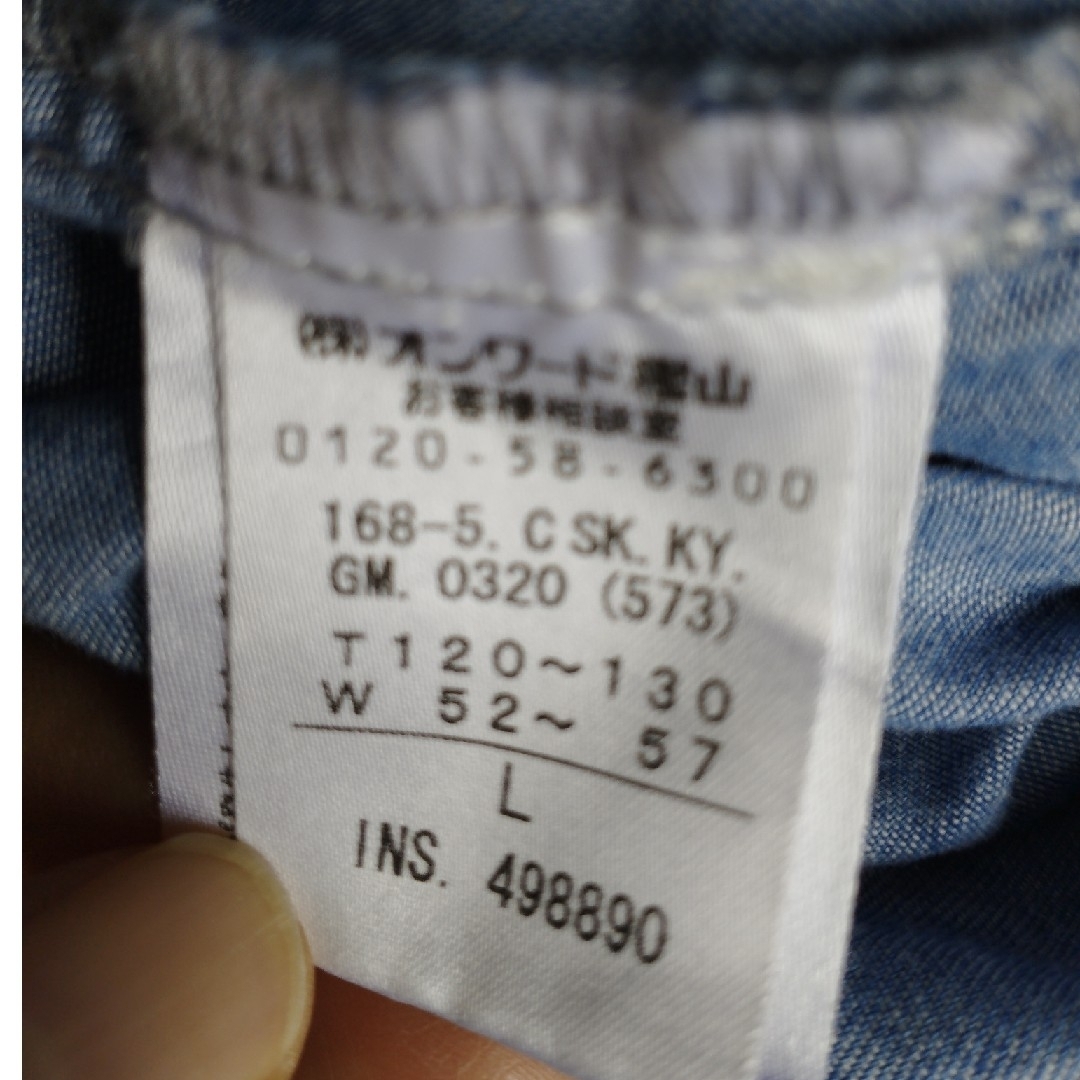 ㈱オンワード樫山
お客様相談室
0120-58-6300
168-5. C SK. KY.
GM. 0320 (573)
T 120~130
W 52~ 57
L
INS. 498890